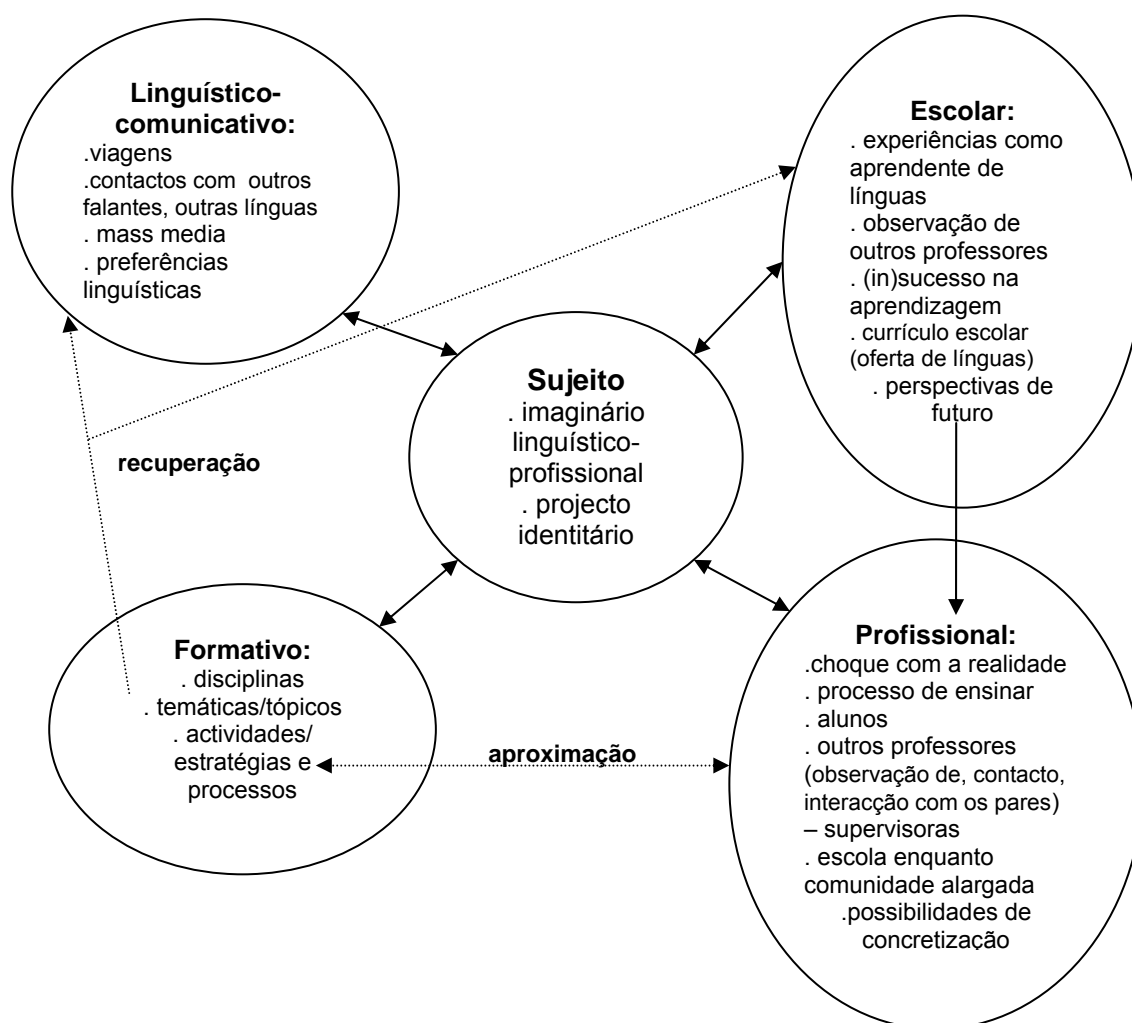 Linguístico-
comunicativo:
.viagens
.contactos com outros
falantes, outras línguas
. mass media
. preferências
linguísticas
Escolar:
. experiências como
aprendente de
línguas
. observação de
outros professores
. (in)sucesso na
aprendizagem
. currículo escolar
(oferta de línguas)
. perspectivas de
futuro
Sujeito
. imaginário
linguístico-
profissional
. projecto
identitário
recuperação
Formativo:
. disciplinas
. temáticas/tópicos
. actividades/
estratégias e
processos
aproximação
Profissional:
.choque com a realidade
. processo de ensinar
. alunos
. outros professores
(observação de, contacto,
interacção com os pares)
– supervisoras
. escola enquanto
comunidade alargada
.possibilidades de
concretização